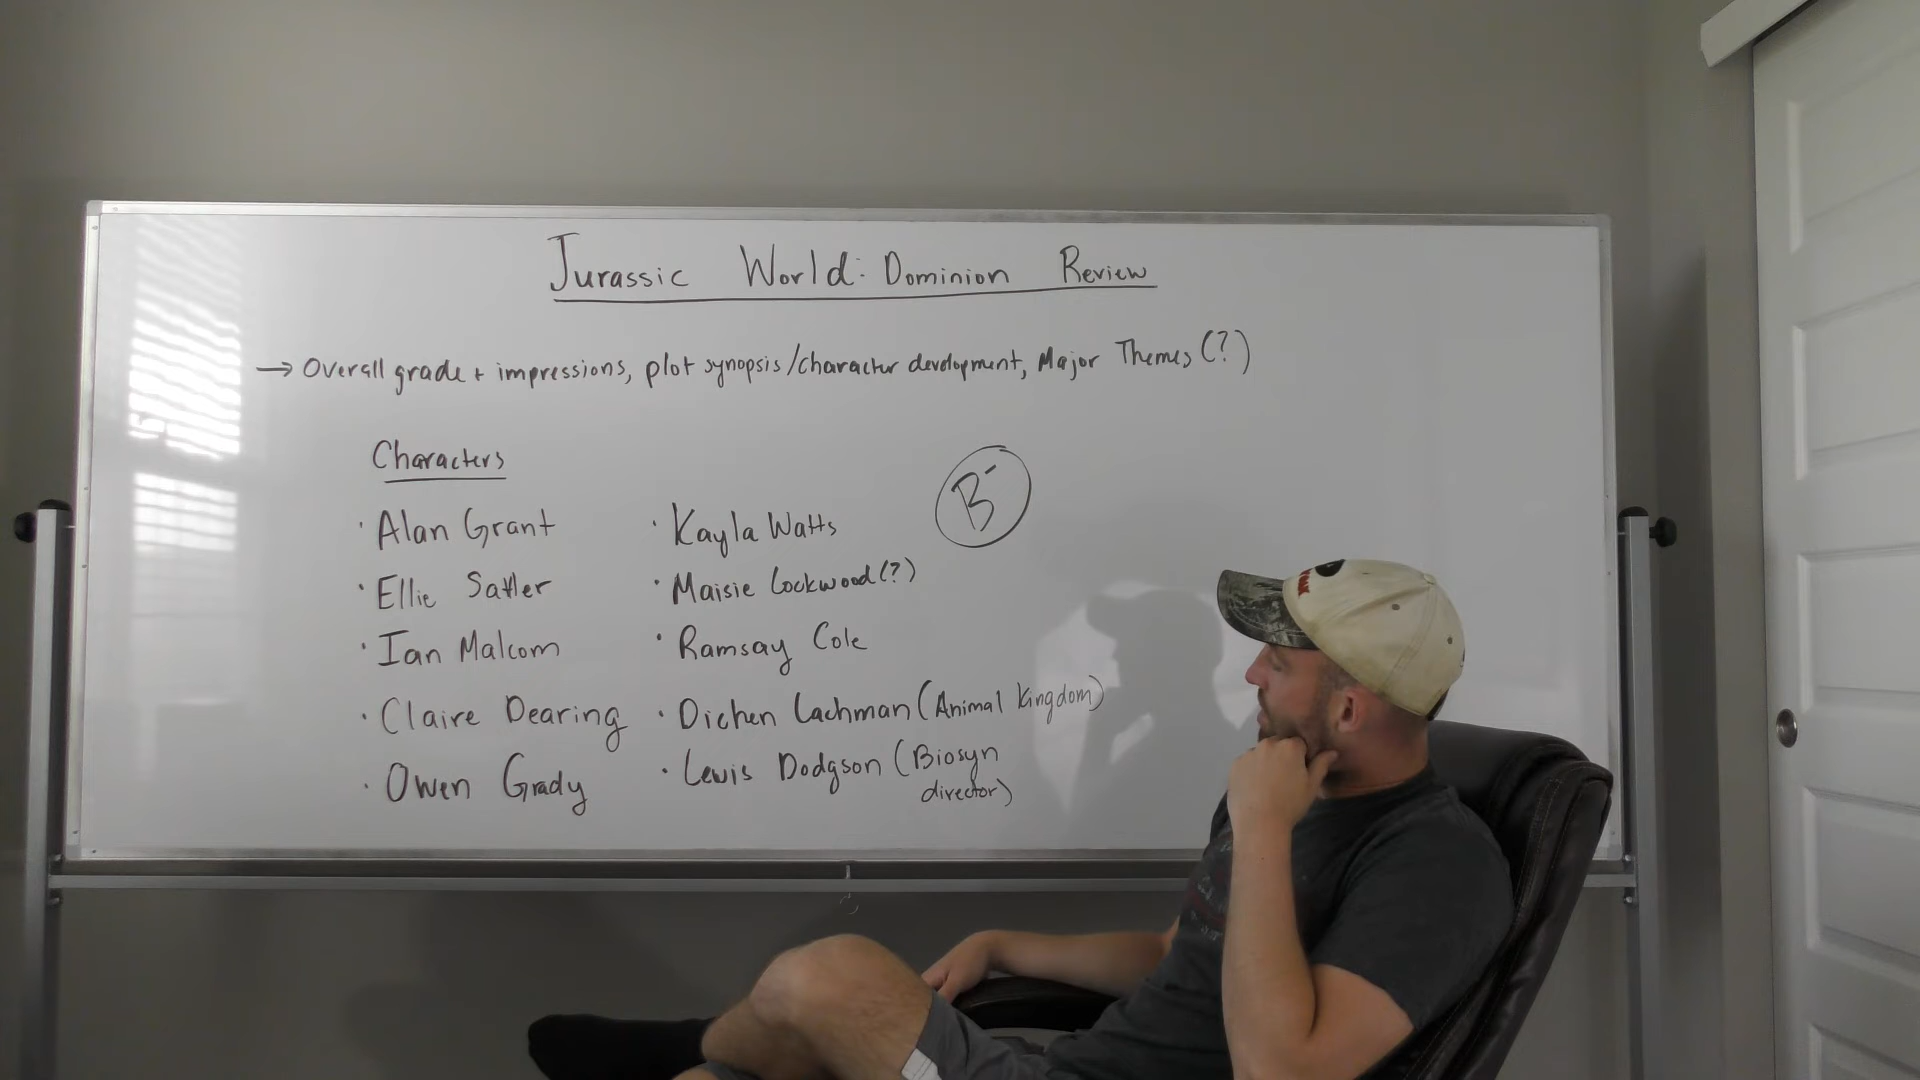 Jurassic World: Dominion Review
→ Overall grade + impressions, plot synopsis/character development, Major Themes (?)
Characters
B-
· Alan Grant
· Ellie Sattler
· Ian Malcom
· Claire Dearing
· Owen Grady
· Kayla Watts
· Maisie Lockwood (?)
· Ramsay Cole
· Dichen Lachman (Animal Kingdom)
· Lewis Dodgson (Biosyn
director)